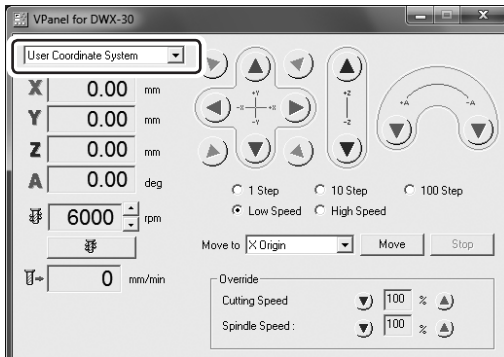 VPanel for DWX-30
User Coordinate System
X 0.00 mm
Y 0.00 mm
Z 0.00 mm
A 0.00 deg
6000 rpm
0 mm/min
+Y
-X +X
-Y
+Z
-Z
+A -A
1 Step 10 Step 100 Step
Low Speed High Speed
Move to X Origin Move Stop
Override
Cutting Speed 100 %
Spindle Speed : 100 %